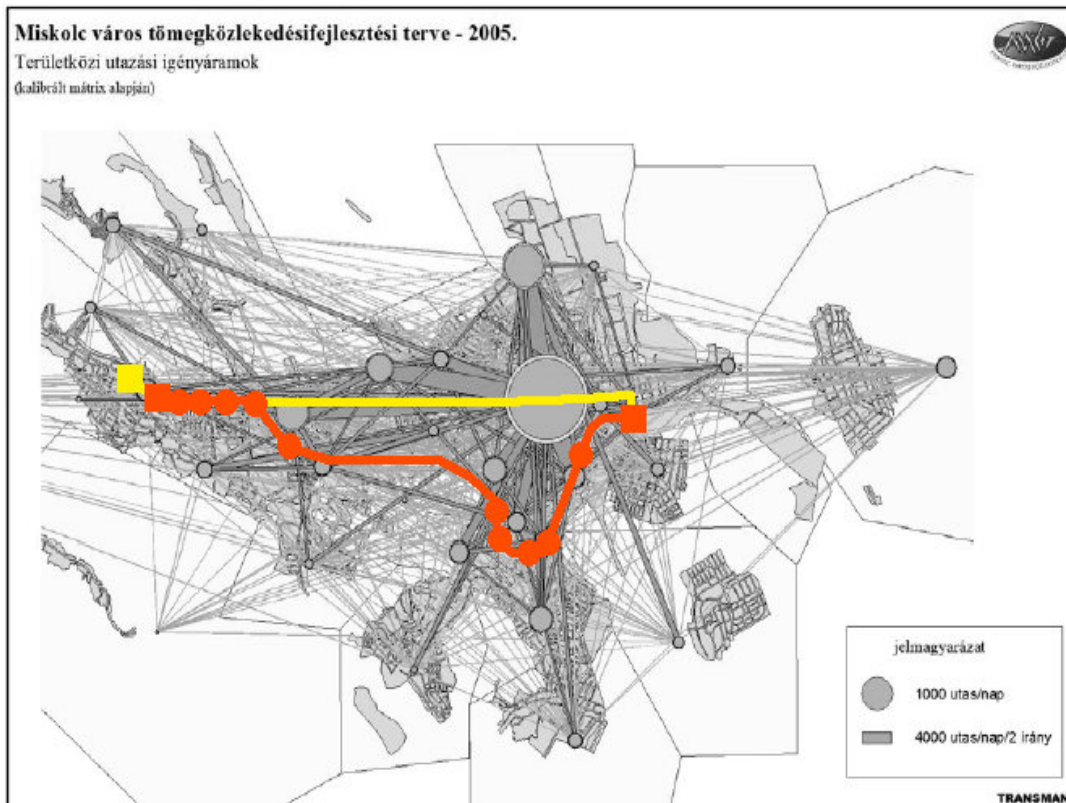 Miskolc város tömegközlekedésifejlesztési terve - 2005.
Területközi utazási igényáramok
(kalibrált mátrix alapján)
jelmagyarázat
1000 utas/nap
4000 utas/nap/2 irány
TRANSMAN